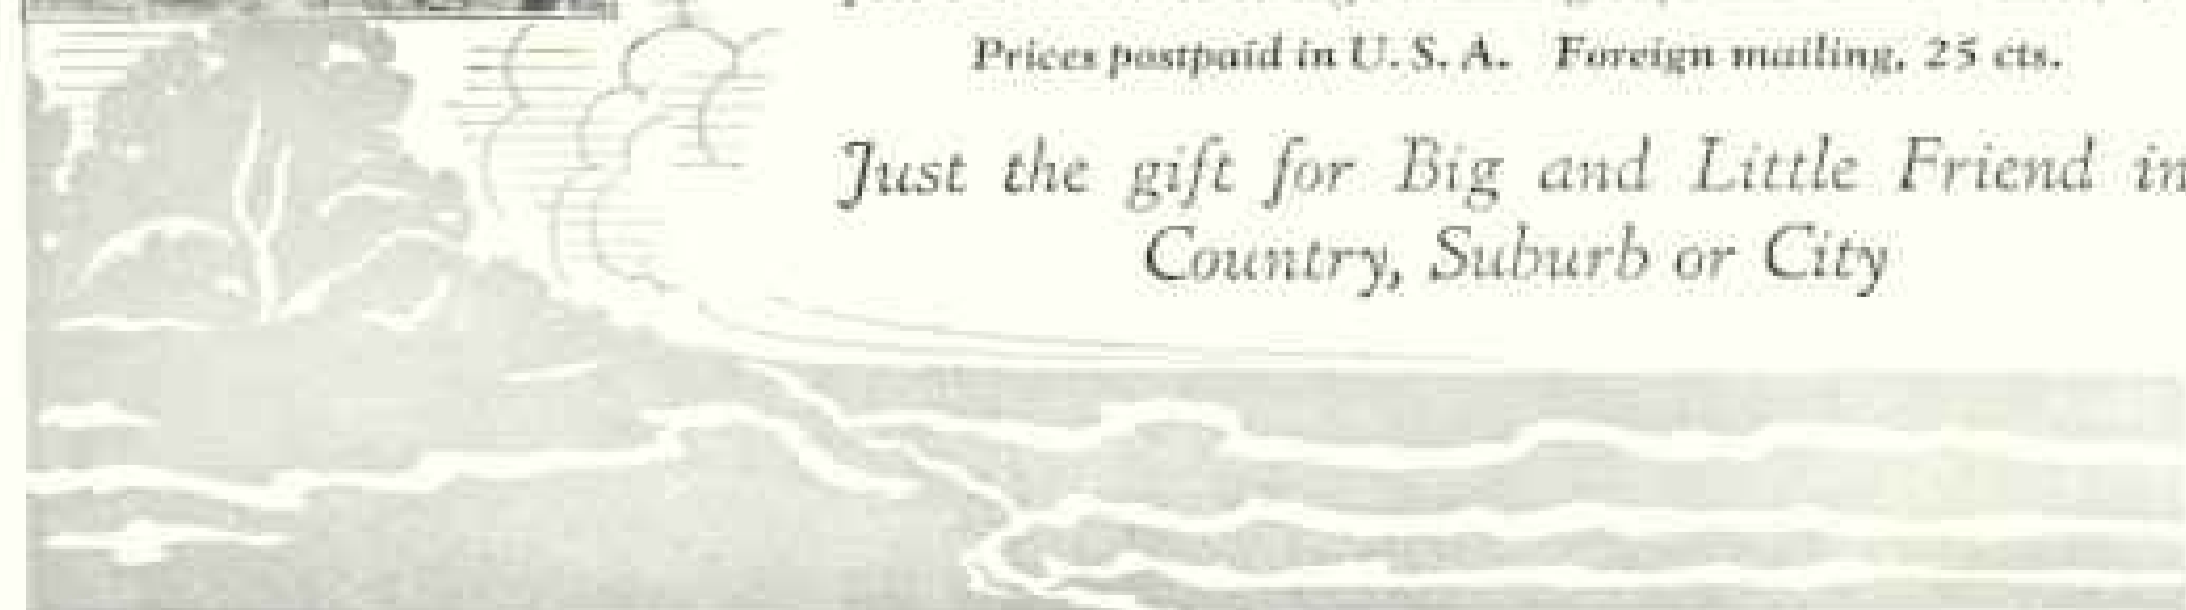 Prices postpaid in U. S. A. Foreign mailing, 25 cts.
Just the gift for Big and Little Friend in
Country, Suburb or City